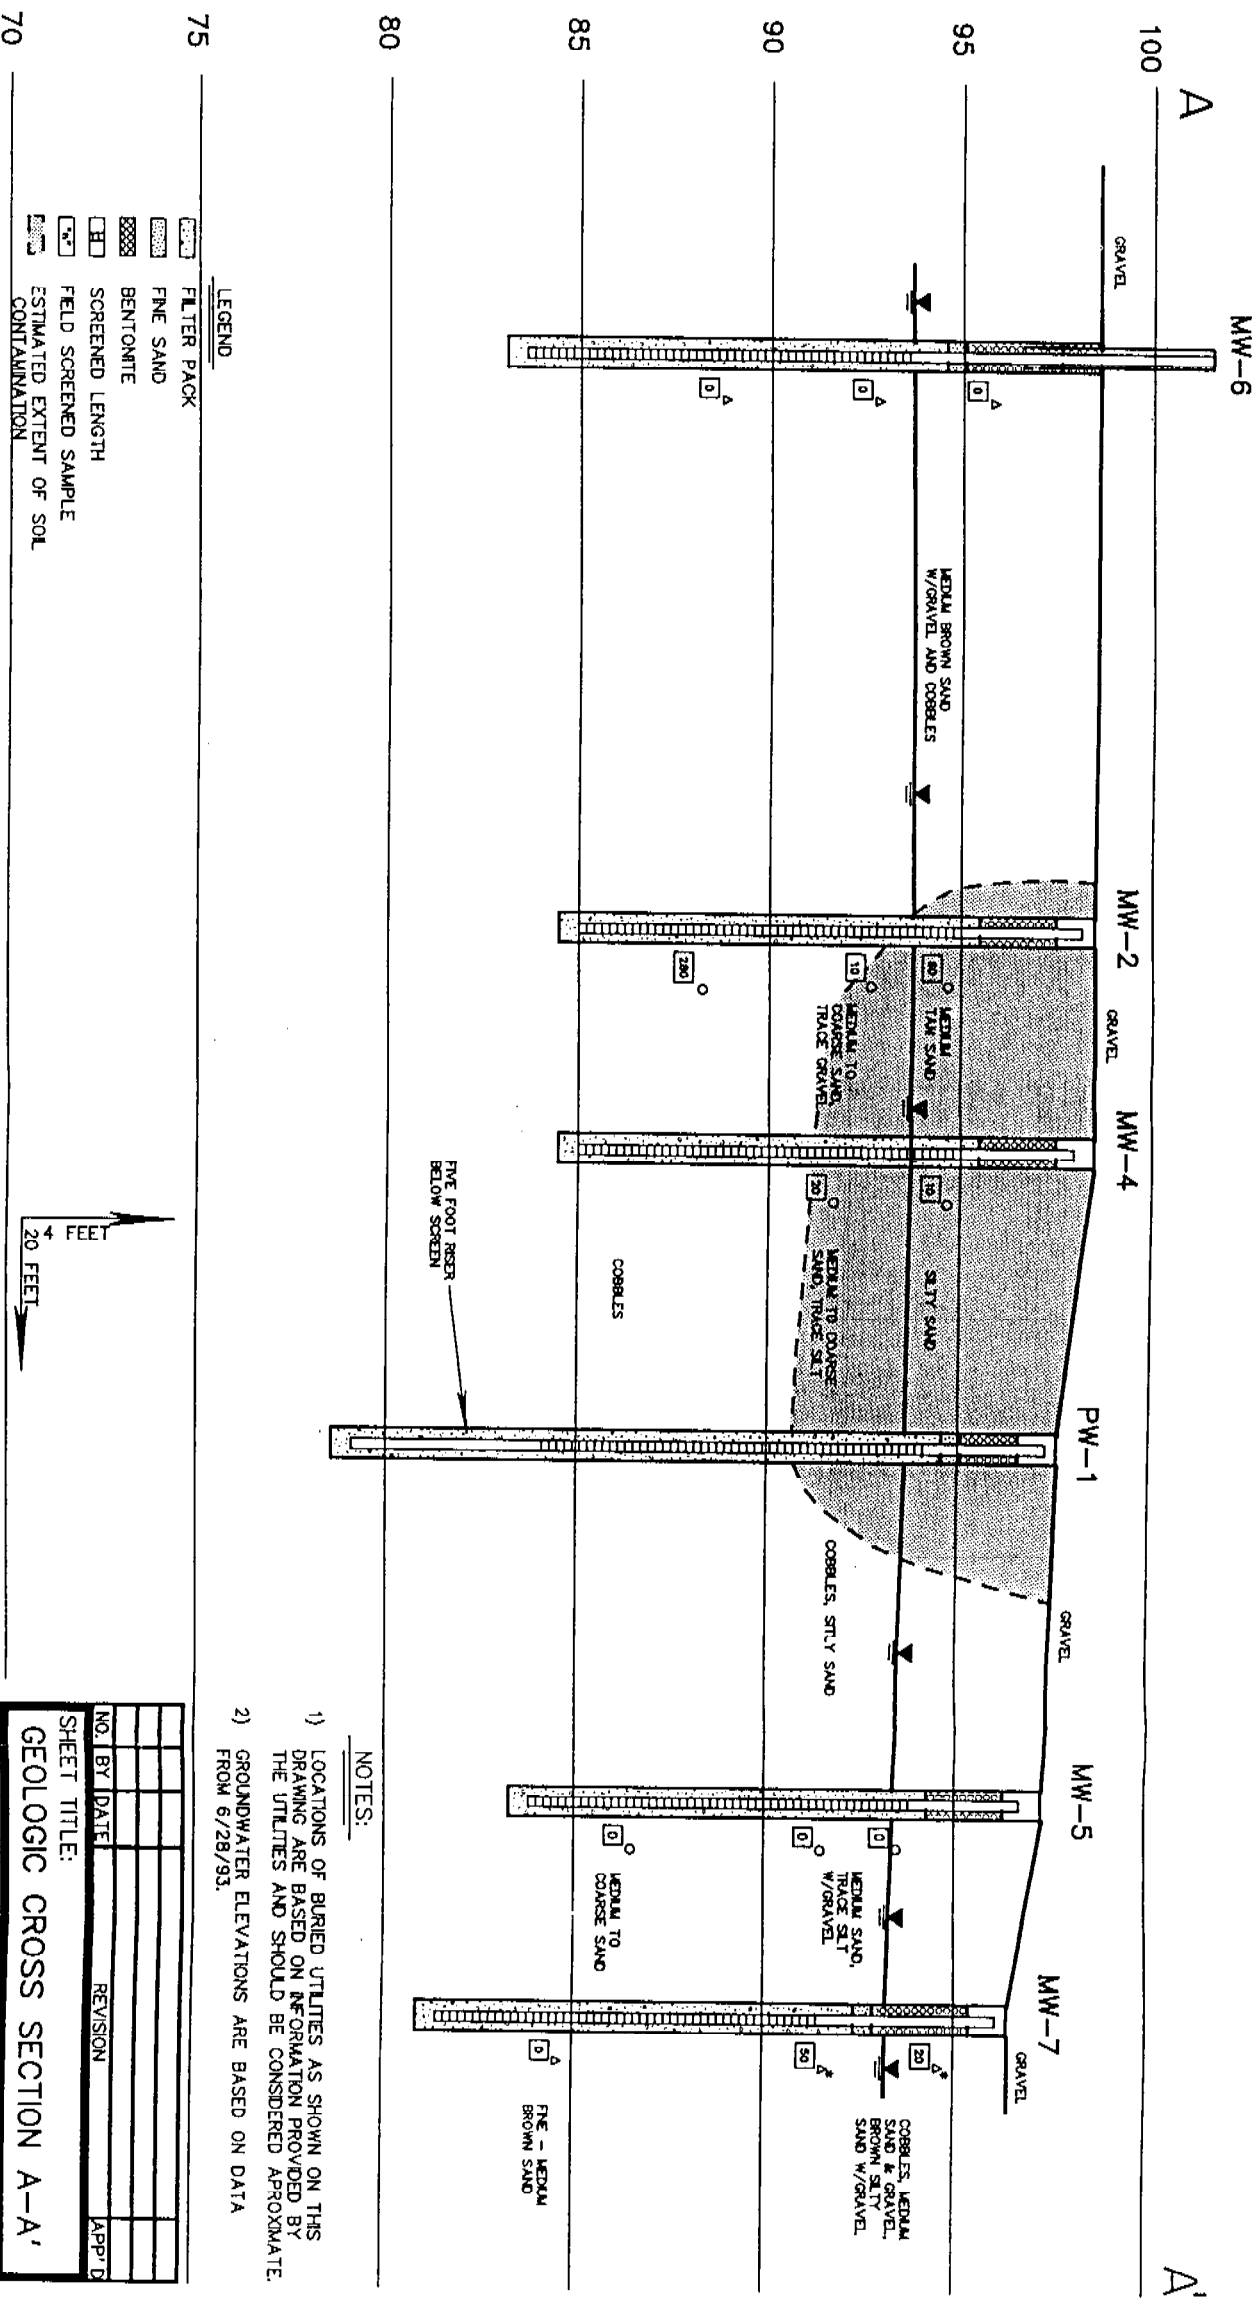 A
A'
MW-6
MW-2
MW-4
PW-1
MW-5
MW-7
100
95
90
85
80
75
70
GRAVEL
GRAVEL
GRAVEL
GRAVEL
0
0
0
MEDIUM BROWN SAND
W/GRAVEL AND COBBLES
80
10
280
MEDIUM
TAN SAND
MEDIUM TO
COARSE SAND,
TRACE GRAVEL
10
20
SILTY SAND
MEDIUM TO COARSE
SAND, TRACE SILT
COBBLES
FIVE FOOT RISER
BELOW SCREEN
COBBLES, SITLY SAND
0
0
0
MEDIUM SAND,
TRACE SILT
W/GRAVEL
MEDIUM TO
COARSE SAND
20
50
0
COBBLES, MEDIUM
SAND & GRAVEL,
BROWN SILTY
SAND W/GRAVEL
FINE - MEDIUM
BROWN SAND
LEGEND
FILTER PACK
FINE SAND
BENTONITE
SCREENED LENGTH
"n" FIELD SCREENED SAMPLE
ESTIMATED EXTENT OF SOIL
CONTAMINATION
4 FEET
20 FEET
NOTES:
1) LOCATIONS OF BURIED UTILITIES AS SHOWN ON THIS
DRAWING ARE BASED ON INFORMATION PROVIDED BY
THE UTILITIES AND SHOULD BE CONSIDERED APROXIMATE.
2) GROUNDWATER ELEVATIONS ARE BASED ON DATA
FROM 6/28/93.
NO. BY DATE REVISION APP'D
SHEET TITLE:
GEOLOGIC CROSS SECTION A-A'